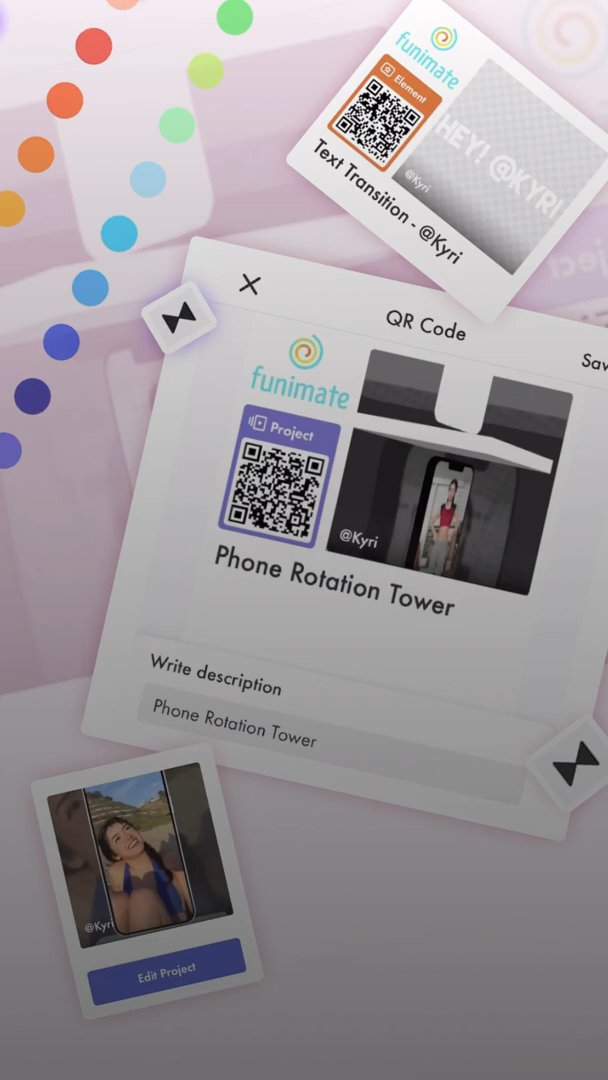 funimate
Element
HEY! @KYRI
@Kyri
Text Transition - @Kyri
QR Code
funimate
Project
@Kyri
Phone Rotation Tower
Write description
Phone Rotation Tower
@Kyri
Edit Project